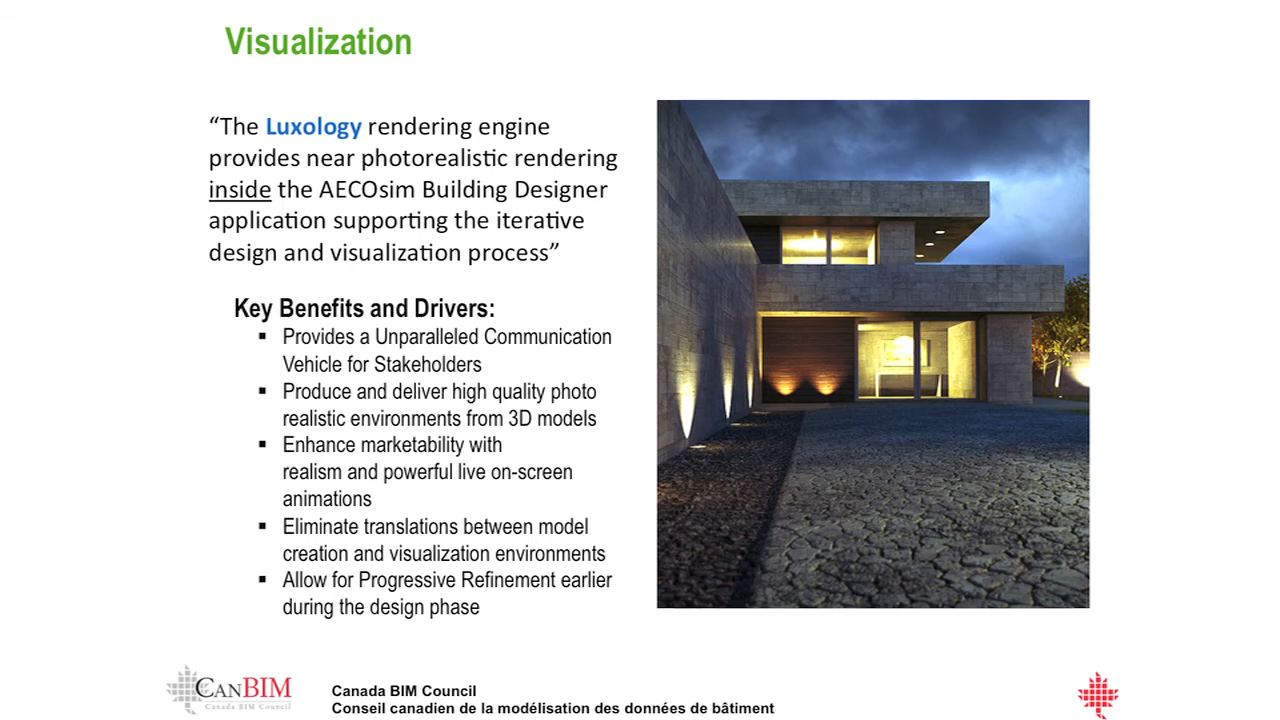 Visualization
“The Luxology rendering engine
provides near photorealistic rendering
inside the AECOsim Building Designer
application supporting the iterative
design and visualization process”
Key Benefits and Drivers:
▪ Provides a Unparalleled Communication
Vehicle for Stakeholders
▪ Produce and deliver high quality photo
realistic environments from 3D models
▪ Enhance marketability with
realism and powerful live on-screen
animations
▪ Eliminate translations between model
creation and visualization environments
▪ Allow for Progressive Refinement earlier
during the design phase
CANBIM
Canada BIM Council
Canada BIM Council
Conseil canadien de la modélisation des données de bâtiment